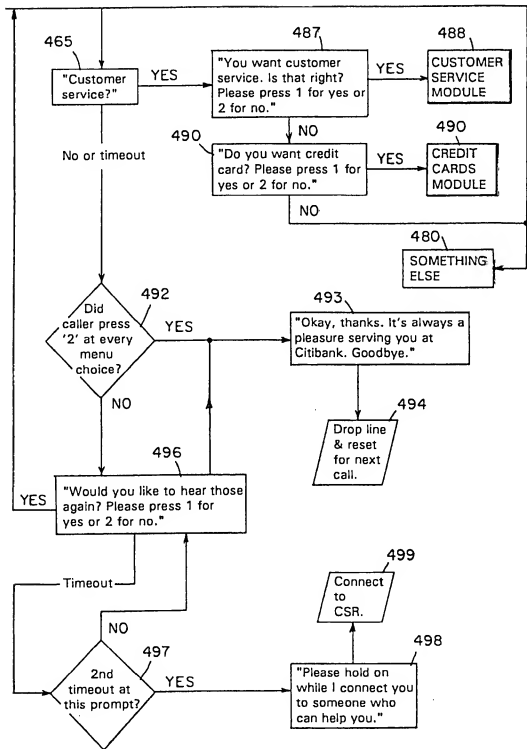 465
"Customer
service?"
YES
487
"You want customer
service. Is that right?
Please press 1 for yes or
2 for no."
YES
488
CUSTOMER
SERVICE
MODULE
NO
490
"Do you want credit
card? Please press 1 for
yes or 2 for no."
YES
490
CREDIT
CARDS
MODULE
NO
No or timeout
480
SOMETHING
ELSE
492
Did
caller press
'2' at every
menu
choice?
YES
493
"Okay, thanks. It's always a
pleasure serving you at
Citibank. Goodbye."
494
Drop line
& reset
for next
call.
NO
496
YES
"Would you like to hear those
again? Please press 1 for
yes or 2 for no."
Timeout
NO
497
2nd
timeout at
this prompt?
YES
499
Connect
to
CSR.
498
"Please hold on
while I connect you
to someone who
can help you."